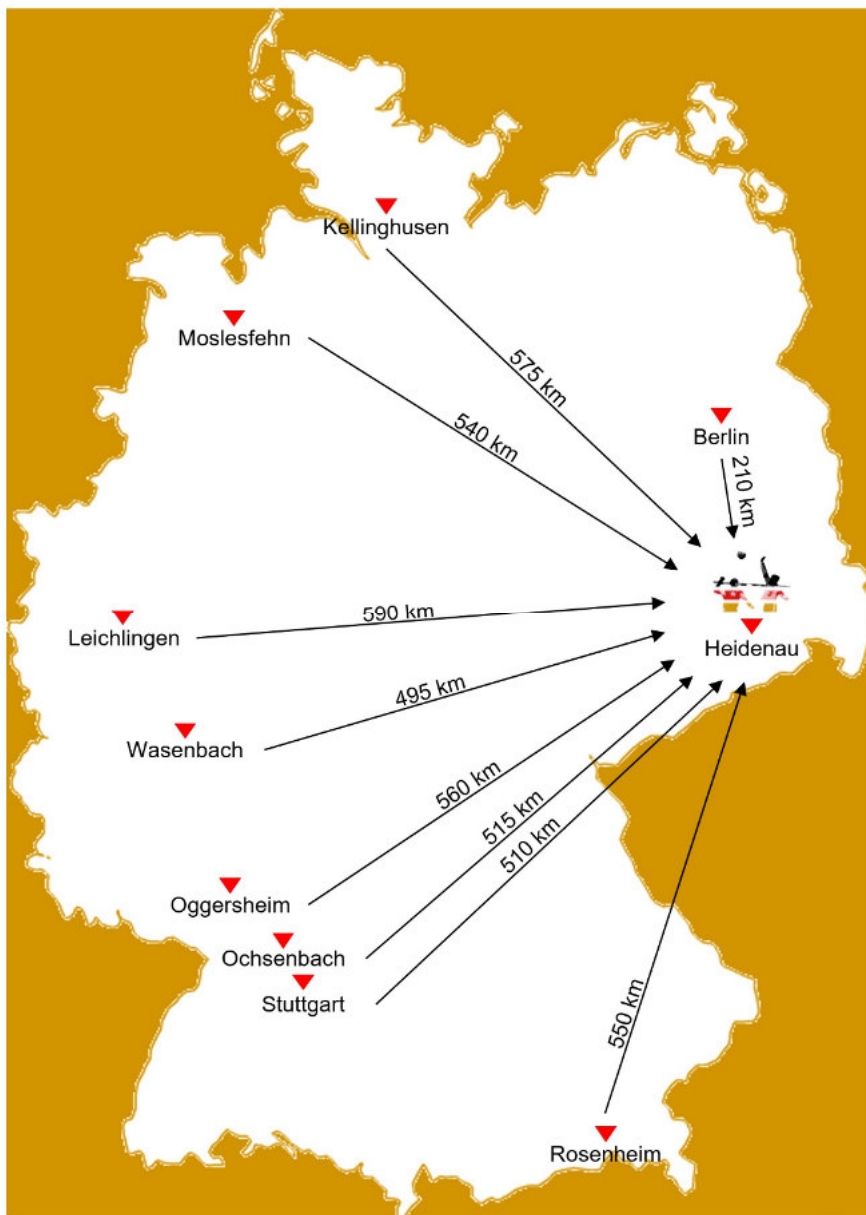 Kellinghusen
Moslesfehn
575 km
540 km
Berlin
210 km
590 km
Leichlingen
Heidenau
495 km
Wasenbach
560 km
515 km
510 km
Oggersheim
Ochsenbach
Stuttgart
550 km
Rosenheim